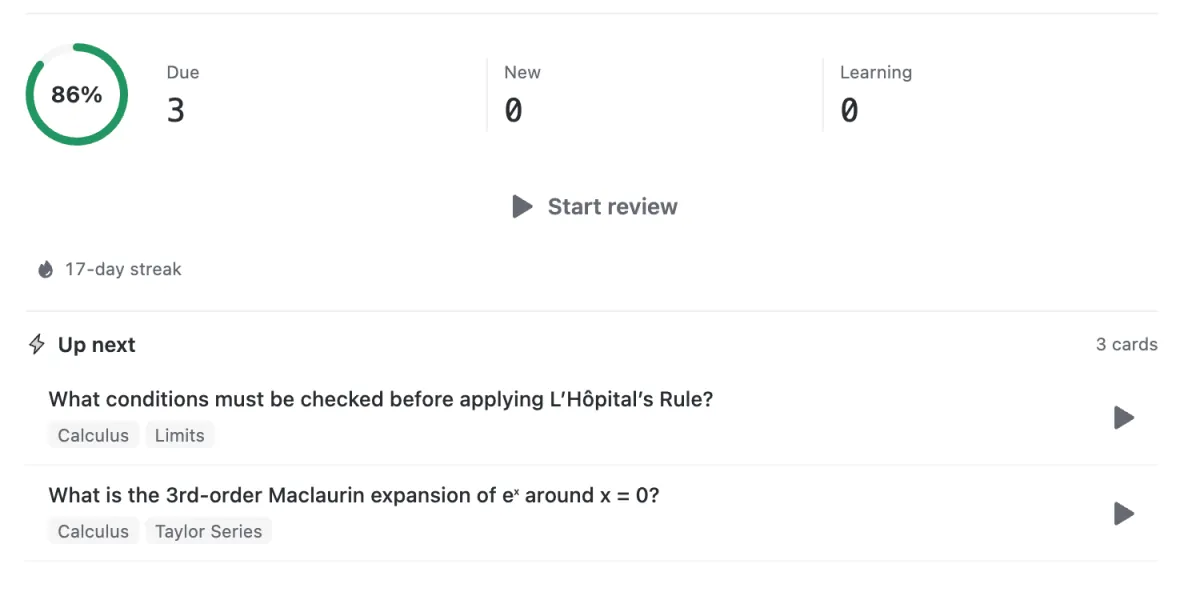 86%
Due
3
New
0
Learning
0
Start review
17-day streak
Up next
3 cards
What conditions must be checked before applying L’Hôpital’s Rule?
Calculus Limits
What is the 3rd-order Maclaurin expansion of eˣ around x = 0?
Calculus Taylor Series